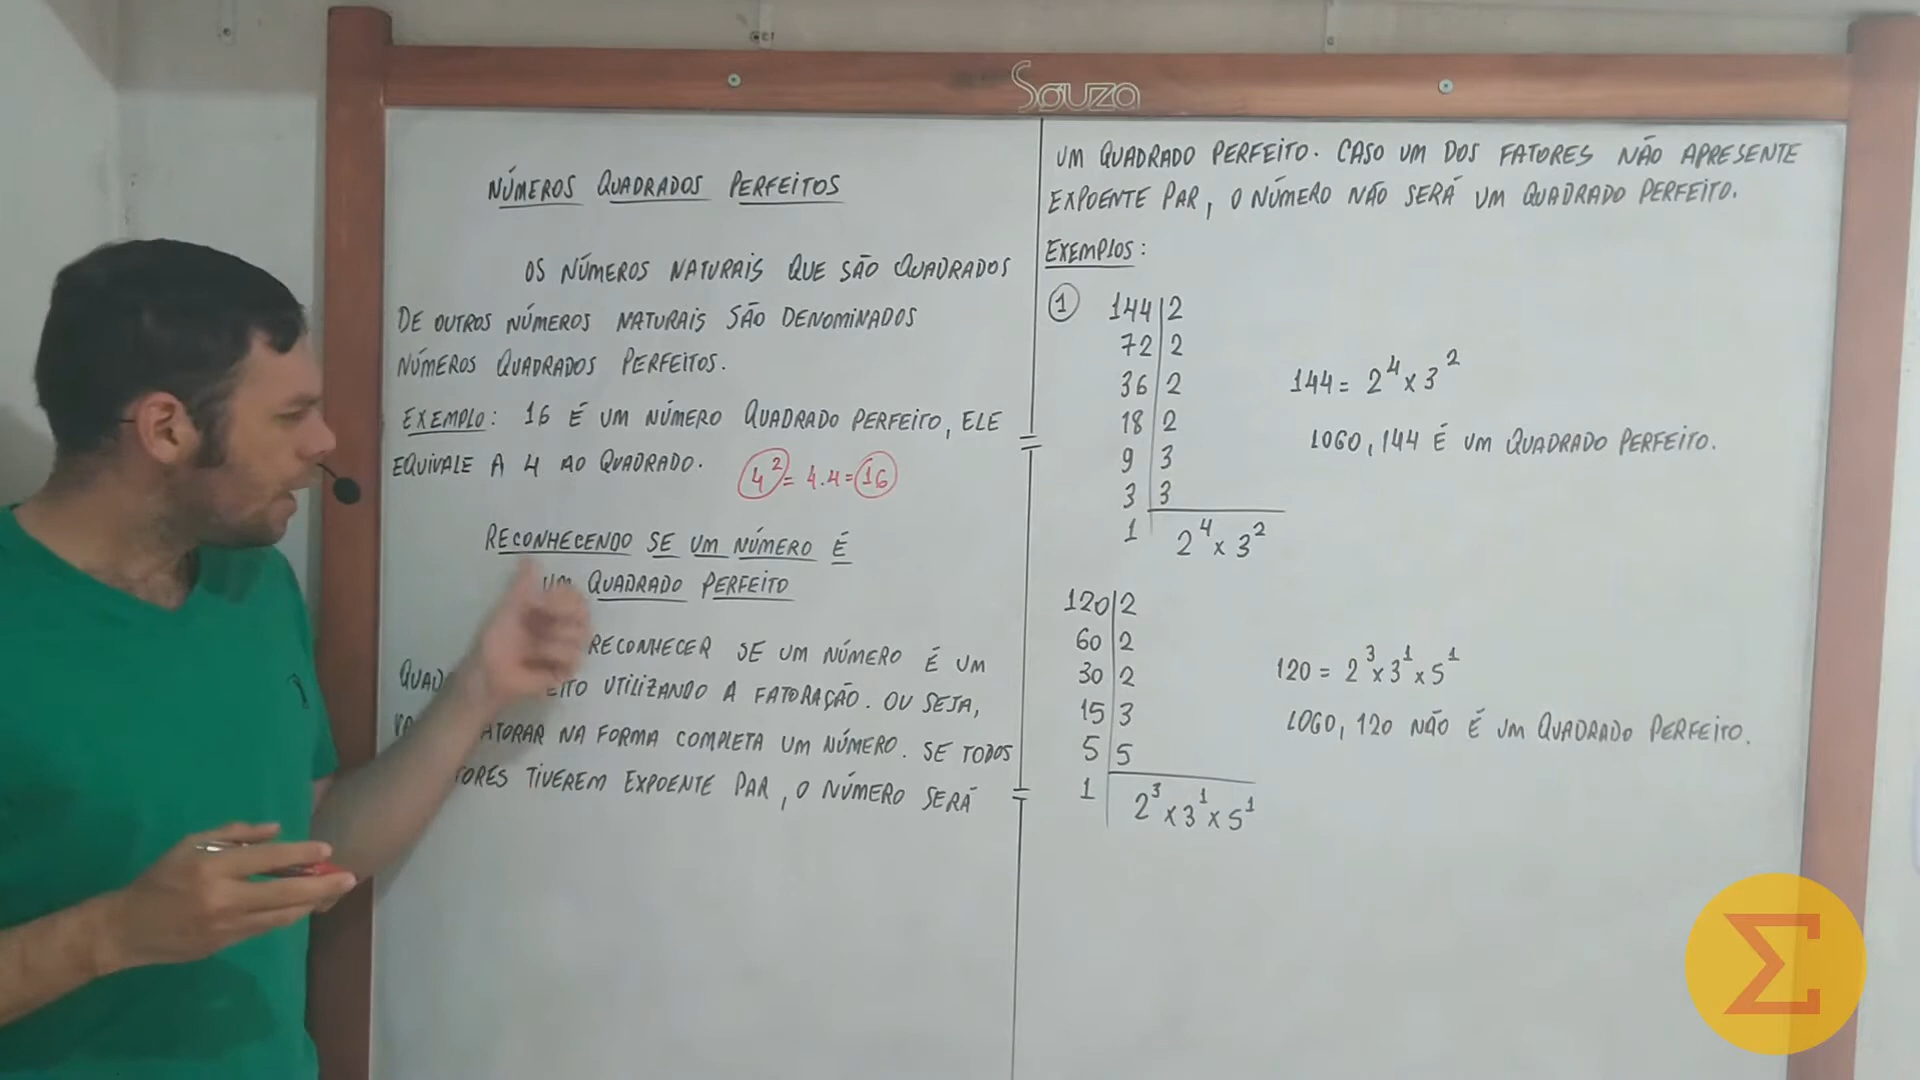 Souza
NÚMEROS QUADRADOS PERFEITOS
OS NÚMEROS NATURAIS QUE SÃO QUADRADOS
DE OUTROS NÚMEROS NATURAIS SÃO DENOMINADOS
NÚMEROS QUADRADOS PERFEITOS.
EXEMPLO: 16 É UM NÚMERO QUADRADO PERFEITO, ELE
EQUIVALE A 4 AO QUADRADO. 4² = 4.4 = 16
RECONHECENDO SE UM NÚMERO É
UM QUADRADO PERFEITO
RECONHECER SE UM NÚMERO É UM
UTILIZANDO A FATORAÇÃO. OU SEJA,
NA FORMA COMPLETA UM NÚMERO. SE TODOS
TIVEREM EXPOENTE PAR, O NÚMERO SERÁ
UM QUADRADO PERFEITO. CASO UM DOS FATORES NÃO APRESENTE
EXPOENTE PAR, O NÚMERO NÃO SERÁ UM QUADRADO PERFEITO.
EXEMPLOS:
1 144|2
72|2
36|2
18|2
9|3
3|3
1 2⁴ x 3²
144 = 2⁴ x 3²
LOGO, 144 É UM QUADRADO PERFEITO.
120|2
60|2
30|2
15|3
5|5
1 2³ x 3¹ x 5¹
120 = 2³ x 3¹ x 5¹
LOGO, 120 NÃO É UM QUADRADO PERFEITO.
Σ